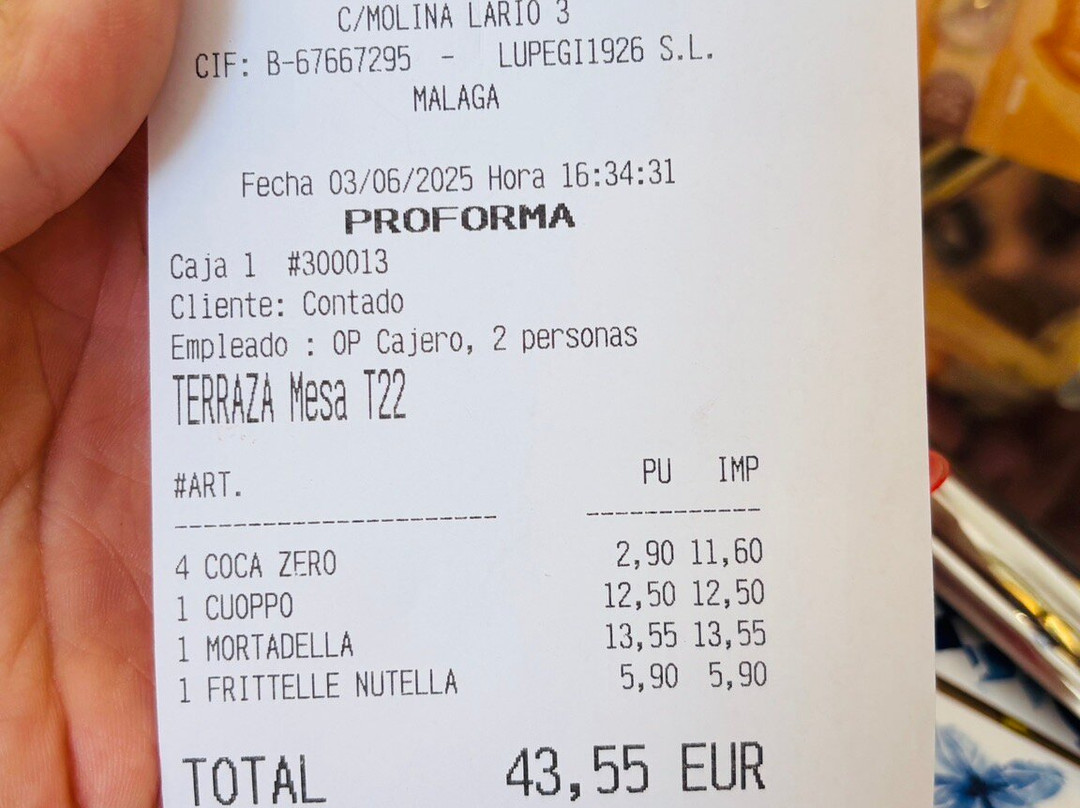 C/MOLINA LARIO 3
CIF: B-67667295 - LUPEGI1926 S.L.
MALAGA
Fecha 03/06/2025 Hora 16:34:31
PROFORMA
Caja 1 #300013
Cliente: Contado
Empleado : OP Cajero, 2 personas
TERRAZA Mesa T22
#ART. PU IMP
---------------------- ------------
4 COCA ZERO 2,90 11,60
1 CUOPPO 12,50 12,50
1 MORTADELLA 13,55 13,55
1 FRITTELLE NUTELLA 5,90 5,90
TOTAL 43,55 EUR